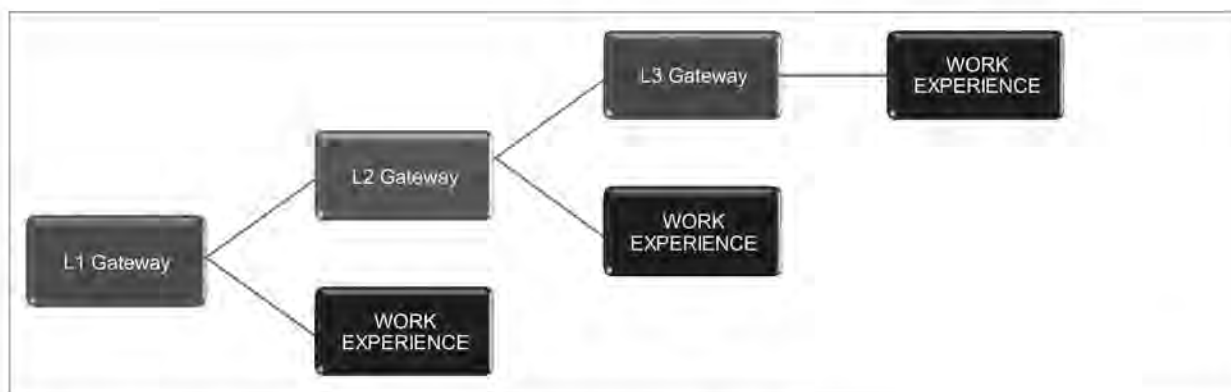 L3 Gateway
WORK
EXPERIENCE
L2 Gateway
WORK
EXPERIENCE
L1 Gateway
WORK
EXPERIENCE